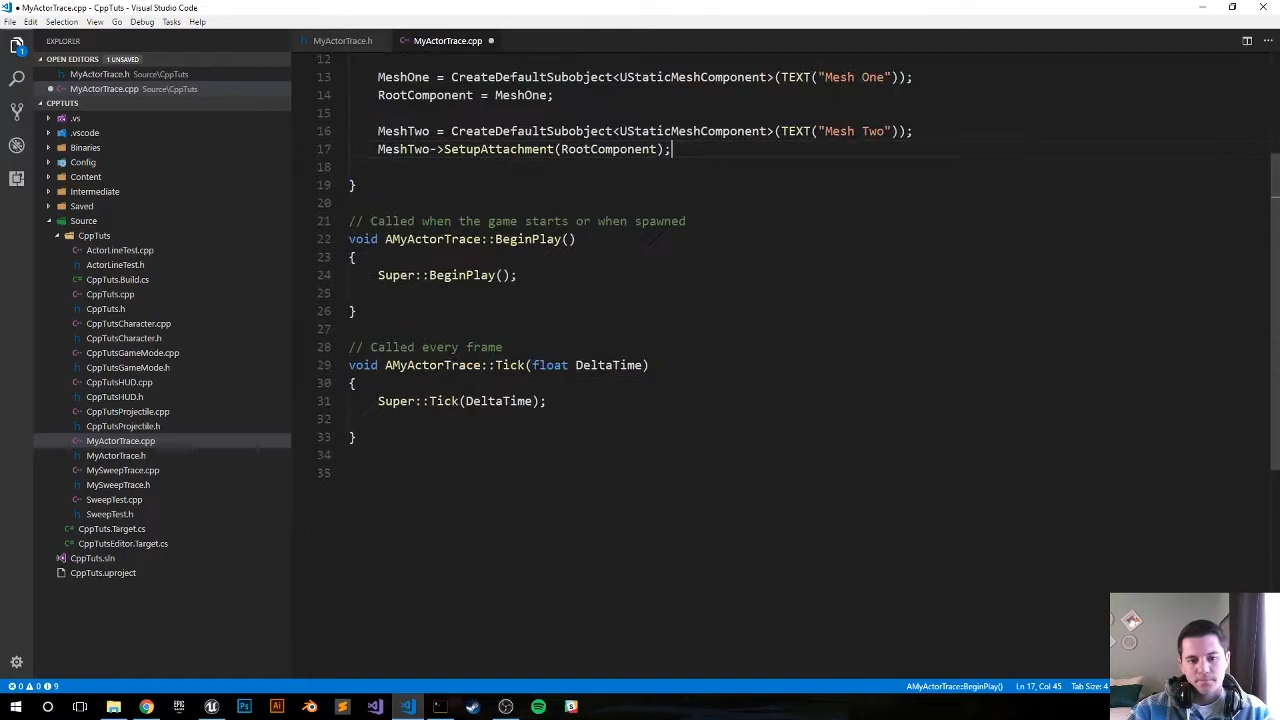 ● MyActorTrace.cpp - CppTuts - Visual Studio Code
File Edit Selection View Go Debug Tasks Help
EXPLORER
MyActorTrace.h
MyActorTrace.cpp ●
OPEN EDITORS 1 UNSAVED
MyActorTrace.h Source\CppTuts
● MyActorTrace.cpp Source\CppTuts
CPPTUTS
.vs
.vscode
Binaries
Config
Content
Intermediate
Saved
Source
CppTuts
ActorLineTest.cpp
ActorLineTest.h
CppTuts.Build.cs
CppTuts.cpp
CppTuts.h
CppTutsCharacter.cpp
CppTutsCharacter.h
CppTutsGameMode.cpp
CppTutsGameMode.h
CppTutsHUD.cpp
CppTutsHUD.h
CppTutsProjectile.cpp
CppTutsProjectile.h
MyActorTrace.cpp
MyActorTrace.h
MySweepTrace.cpp
MySweepTrace.h
SweepTest.cpp
SweepTest.h
CppTuts.Target.cs
CppTutsEditor.Target.cs
CppTuts.sln
CppTuts.uproject
12
13 MeshOne = CreateDefaultSubobject<UStaticMeshComponent>(TEXT("Mesh One"));
14 RootComponent = MeshOne;
15
16 MeshTwo = CreateDefaultSubobject<UStaticMeshComponent>(TEXT("Mesh Two"));
17 MeshTwo->SetupAttachment(RootComponent);
18
19 }
20
21 // Called when the game starts or when spawned
22 void AMyActorTrace::BeginPlay()
23 {
24 Super::BeginPlay();
25
26 }
27
28 // Called every frame
29 void AMyActorTrace::Tick(float DeltaTime)
30 {
31 Super::Tick(DeltaTime);
32
33 }
34
35
0 0 9
AMyActorTrace::BeginPlay() Ln 17, Col 45 Tab Size: 4